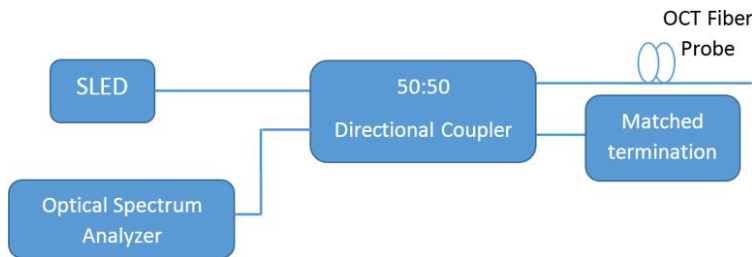 OCT Fiber
Probe
SLED
50:50
Directional Coupler
Matched
termination
Optical Spectrum
Analyzer